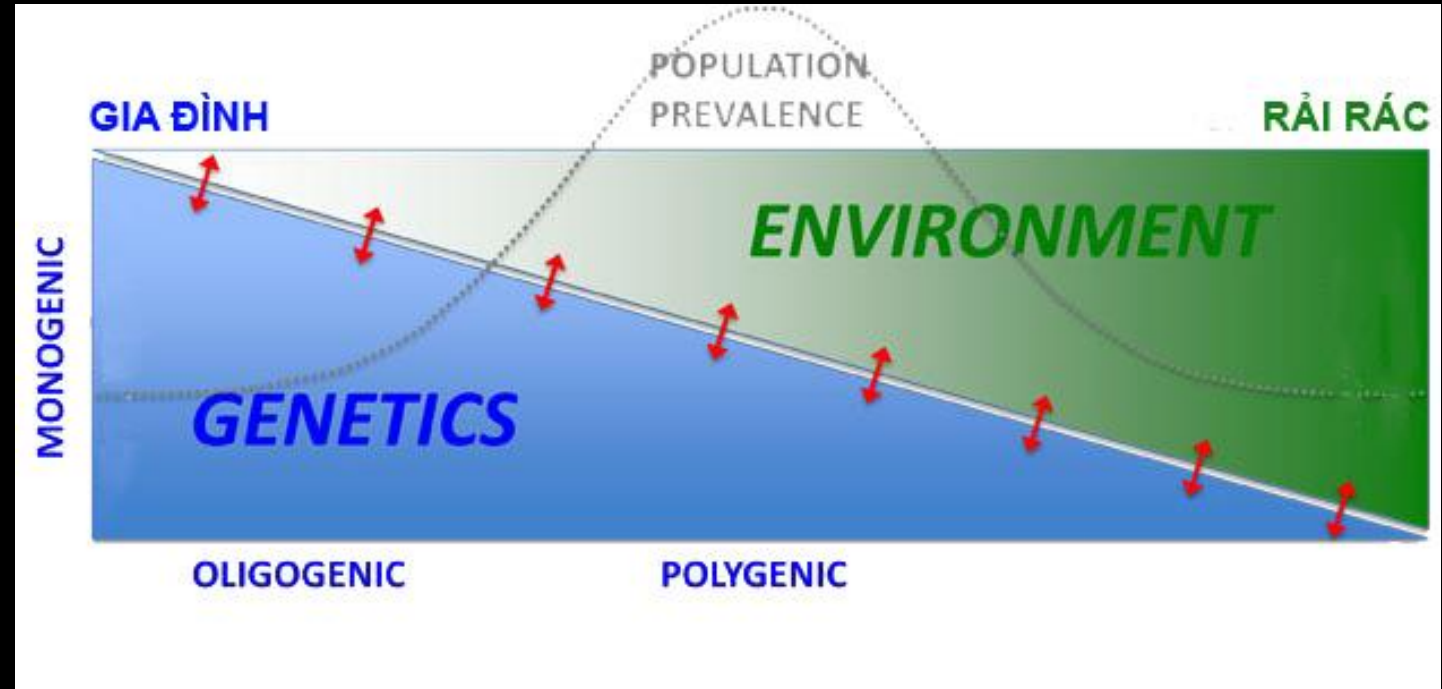 POPULATION
PREVALENCE
GIA ĐÌNH
RẢI RÁC
ENVIRONMENT
MONOGENIC
GENETICS
OLIGOGENIC
POLYGENIC